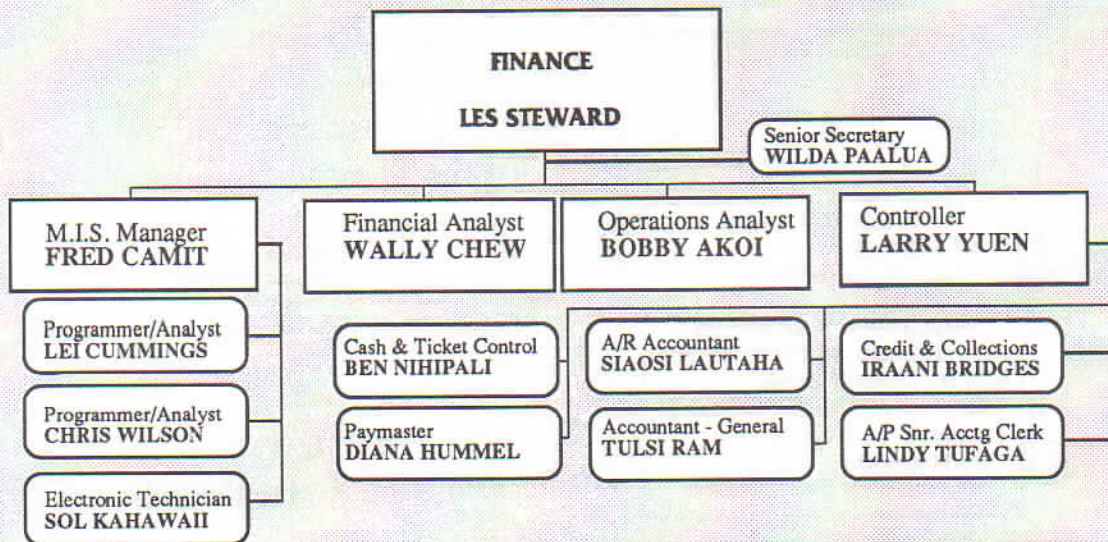 FINANCE
LES STEWARD
Senior Secretary
WILDA PAALUA
M.I.S. Manager
FRED CAMIT
Financial Analyst
WALLY CHEW
Operations Analyst
BOBBY AKOI
Controller
LARRY YUEN
Programmer/Analyst
LEI CUMMINGS
Programmer/Analyst
CHRIS WILSON
Electronic Technician
SOL KAHAWAII
Cash & Ticket Control
BEN NIHIPALI
A/R Accountant
SIAOSI LAUTAHA
Credit & Collections
IRAANI BRIDGES
Paymaster
DIANA HUMMEL
Accountant - General
TULSI RAM
A/P Snr. Acctg Clerk
LINDY TUFAGA